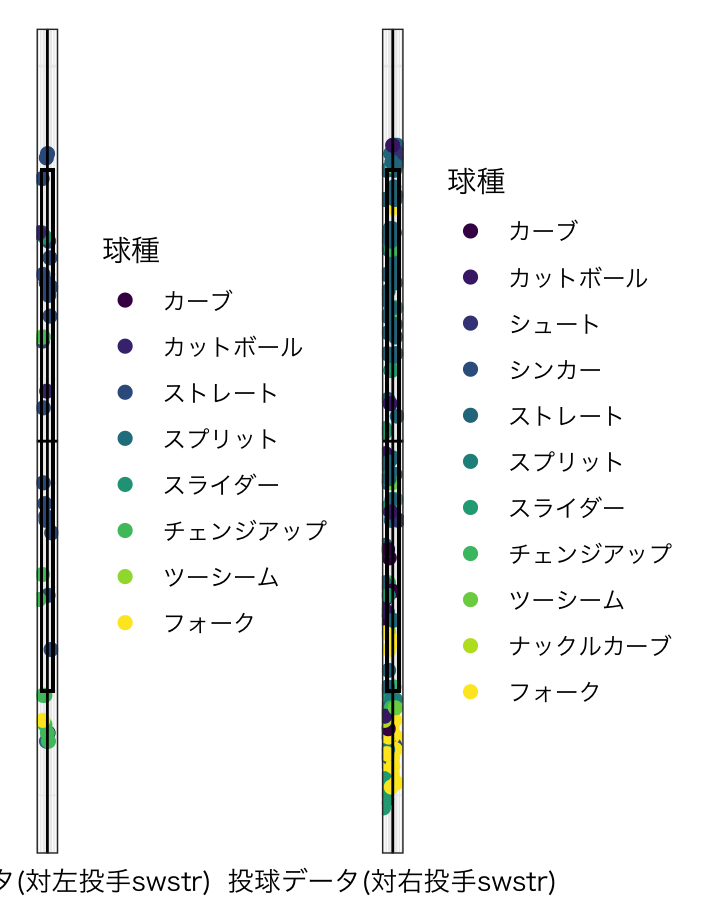 球種
カーブ
カットボール
ストレート
スプリット
スライダー
チェンジアップ
ツーシーム
フォーク
球種
カーブ
カットボール
シュート
シンカー
ストレート
スプリット
スライダー
チェンジアップ
ツーシーム
ナックルカーブ
フォーク
タ(対左投手swstr)
投球データ(対右投手swstr)